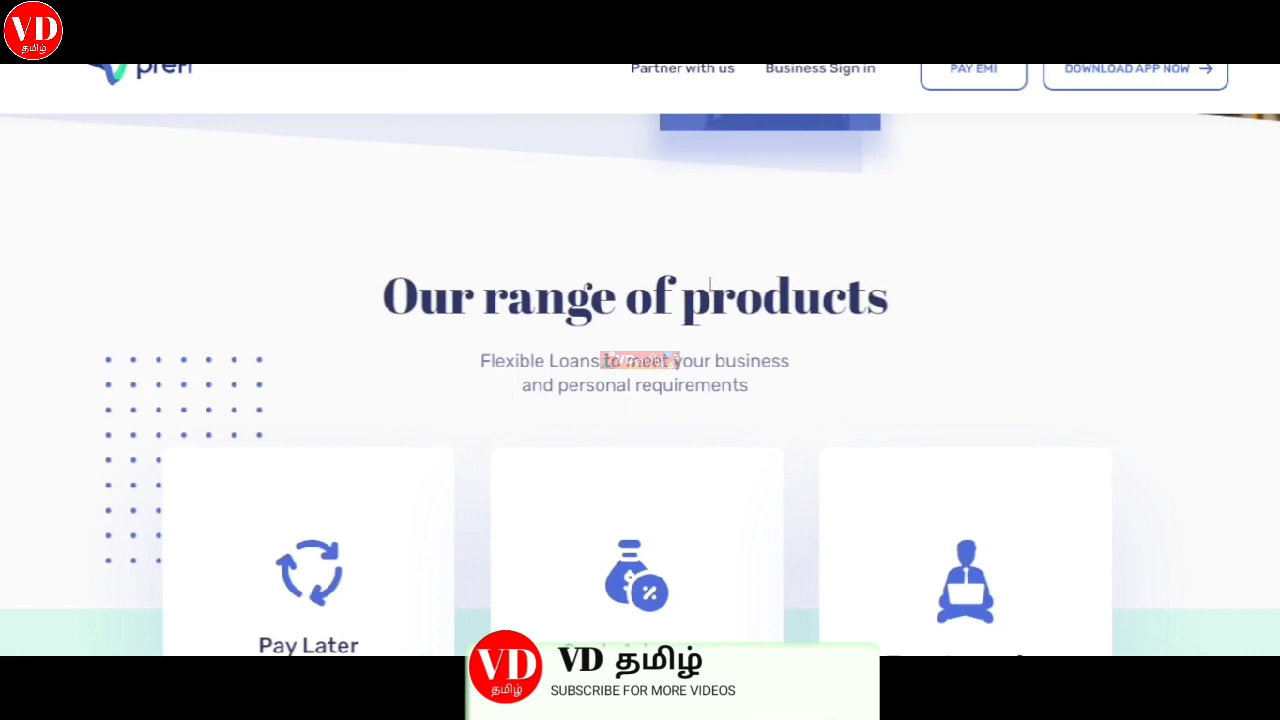 VD
தமிழ்
Partner with us
Business Sign in
PAY EMI
DOWNLOAD APP NOW
Our range of products
Flexible Loans to meet your business
and personal requirements
Pay Later
VD
தமிழ்
VD தமிழ்
SUBSCRIBE FOR MORE VIDEOS